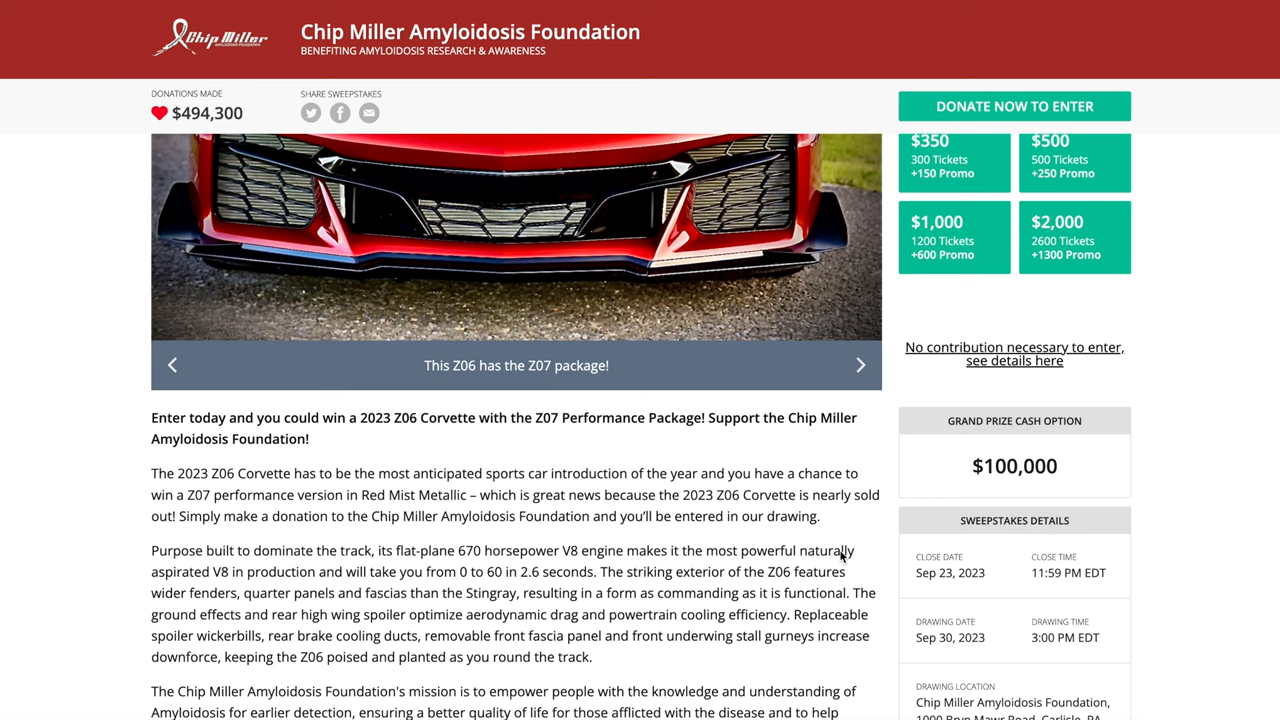 Chip Miller
AMYLOIDOSIS FOUNDATION
Chip Miller Amyloidosis Foundation
BENEFITING AMYLOIDOSIS RESEARCH & AWARENESS
DONATIONS MADE
$494,300
SHARE SWEEPSTAKES
DONATE NOW TO ENTER
$350
300 Tickets
+150 Promo
$500
500 Tickets
+250 Promo
$1,000
1200 Tickets
+600 Promo
$2,000
2600 Tickets
+1300 Promo
This Z06 has the Z07 package!
No contribution necessary to enter,
see details here
Enter today and you could win a 2023 Z06 Corvette with the Z07 Performance Package! Support the Chip Miller
Amyloidosis Foundation!
The 2023 Z06 Corvette has to be the most anticipated sports car introduction of the year and you have a chance to
win a Z07 performance version in Red Mist Metallic – which is great news because the 2023 Z06 Corvette is nearly sold
out! Simply make a donation to the Chip Miller Amyloidosis Foundation and you'll be entered in our drawing.
Purpose built to dominate the track, its flat-plane 670 horsepower V8 engine makes it the most powerful naturally
aspirated V8 in production and will take you from 0 to 60 in 2.6 seconds. The striking exterior of the Z06 features
wider fenders, quarter panels and fascias than the Stingray, resulting in a form as commanding as it is functional. The
ground effects and rear high wing spoiler optimize aerodynamic drag and powertrain cooling efficiency. Replaceable
spoiler wickerbills, rear brake cooling ducts, removable front fascia panel and front underwing stall gurneys increase
downforce, keeping the Z06 poised and planted as you round the track.
The Chip Miller Amyloidosis Foundation's mission is to empower people with the knowledge and understanding of
Amyloidosis for earlier detection, ensuring a better quality of life for those afflicted with the disease and to help
GRAND PRIZE CASH OPTION
$100,000
SWEEPSTAKES DETAILS
CLOSE DATE
Sep 23, 2023
CLOSE TIME
11:59 PM EDT
DRAWING DATE
Sep 30, 2023
DRAWING TIME
3:00 PM EDT
DRAWING LOCATION
Chip Miller Amyloidosis Foundation,
1000 Bryn Mawr Road, Carlisle, PA